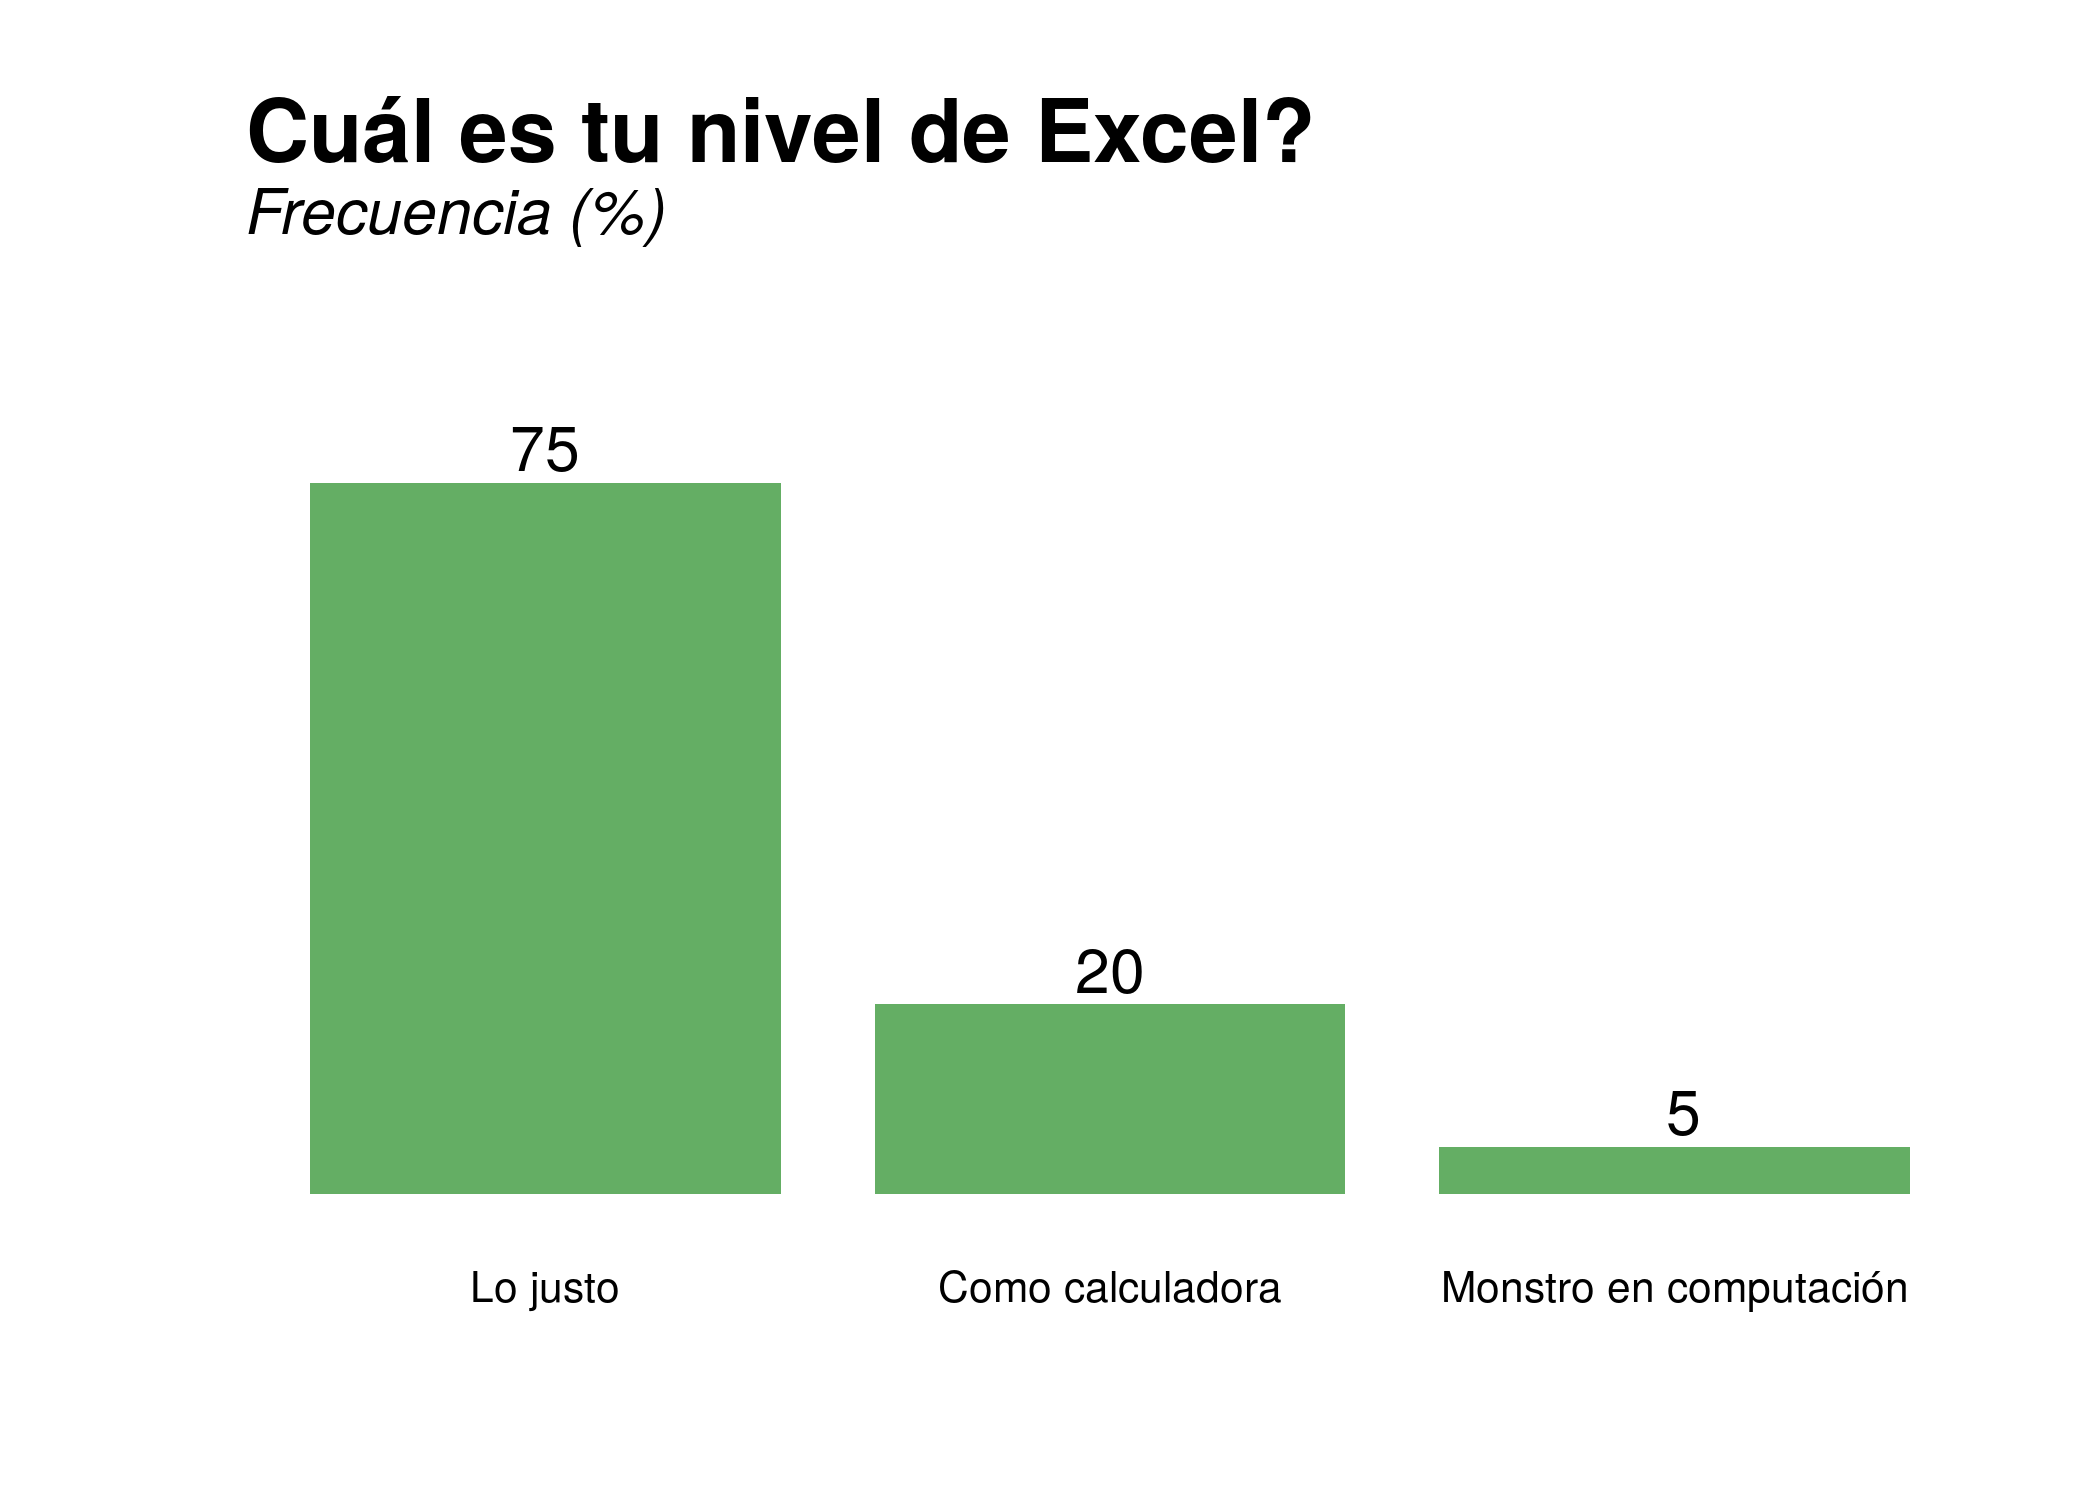 Cuál es tu nivel de Excel?
Frecuencia (%)
75
20
5
Lo justo
Como calculadora
Monstro en computación